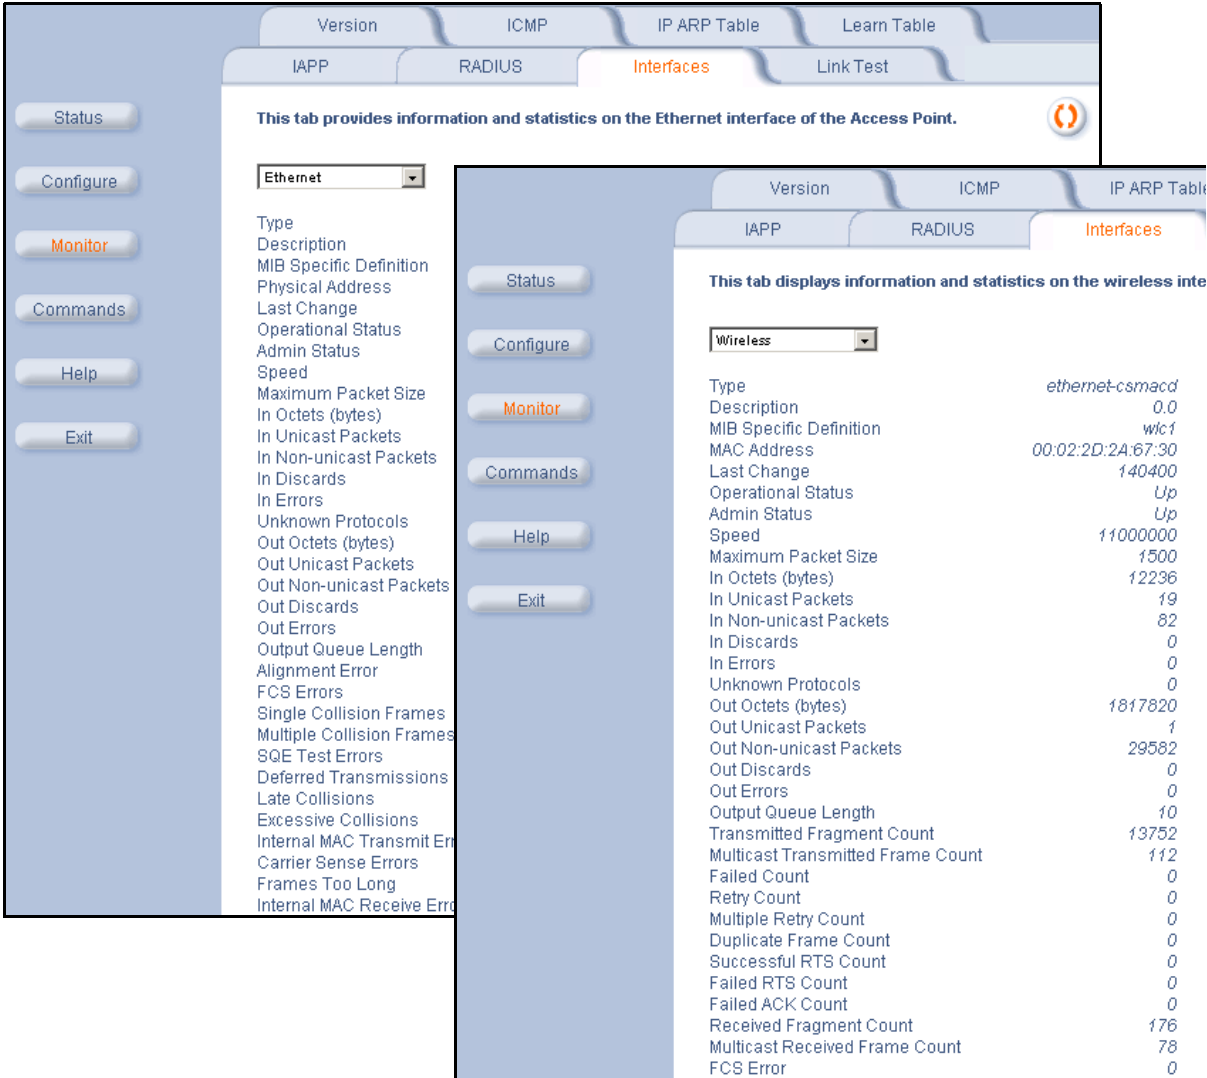 Version ICMP IP ARP Table Learn Table
IAPP RADIUS Interfaces Link Test
Status
Configure
Monitor
Commands
Help
Exit
This tab provides information and statistics on the Ethernet interface of the Access Point.
Ethernet
Type
Description
MIB Specific Definition
Physical Address
Last Change
Operational Status
Admin Status
Speed
Maximum Packet Size
In Octets (bytes)
In Unicast Packets
In Non-unicast Packets
In Discards
In Errors
Unknown Protocols
Out Octets (bytes)
Out Unicast Packets
Out Non-unicast Packets
Out Discards
Out Errors
Output Queue Length
Alignment Error
FCS Errors
Single Collision Frames
Multiple Collision Frames
SQE Test Errors
Deferred Transmissions
Late Collisions
Excessive Collisions
Internal MAC Transmit Err
Carrier Sense Errors
Frames Too Long
Internal MAC Receive Erro
Version ICMP IP ARP Table
IAPP RADIUS Interfaces
Status
Configure
Monitor
Commands
Help
Exit
This tab displays information and statistics on the wireless inte
Wireless
Type ethernet-csmacd
Description 0.0
MIB Specific Definition wlc1
MAC Address 00:02:2D:2A:67:30
Last Change 140400
Operational Status Up
Admin Status Up
Speed 11000000
Maximum Packet Size 1500
In Octets (bytes) 12236
In Unicast Packets 19
In Non-unicast Packets 82
In Discards 0
In Errors 0
Unknown Protocols 0
Out Octets (bytes) 1817820
Out Unicast Packets 1
Out Non-unicast Packets 29582
Out Discards 0
Out Errors 0
Output Queue Length 10
Transmitted Fragment Count 13752
Multicast Transmitted Frame Count 112
Failed Count 0
Retry Count 0
Multiple Retry Count 0
Duplicate Frame Count 0
Successful RTS Count 0
Failed RTS Count 0
Failed ACK Count 0
Received Fragment Count 176
Multicast Received Frame Count 78
FCS Error 0